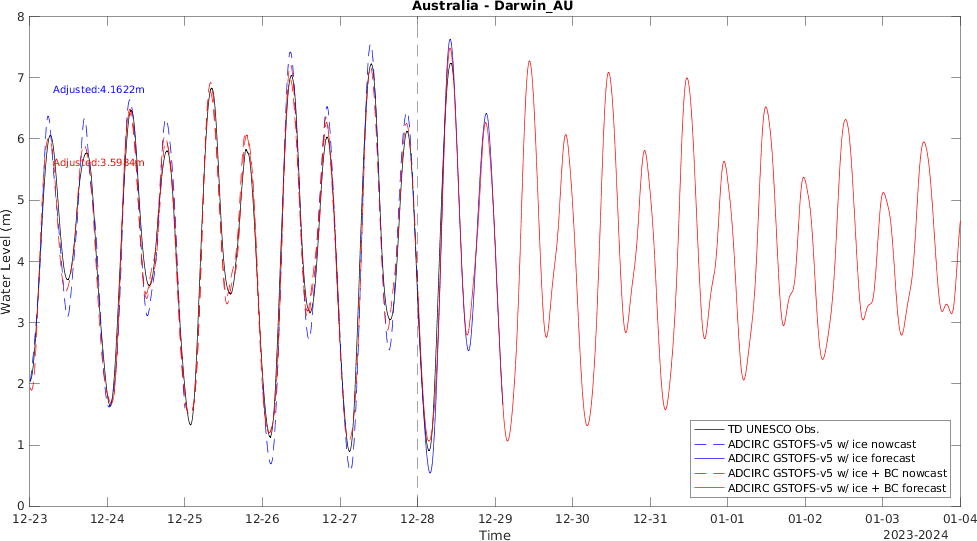 Australia - Darwin_AU
8
7
6
5
4
3
2
1
0
Water Level (m)
Adjusted:4.1622m
Adjusted:3.5984m
TD UNESCO Obs.
ADCIRC GSTOFS-v5 w/ ice nowcast
ADCIRC GSTOFS-v5 w/ ice forecast
ADCIRC GSTOFS-v5 w/ ice + BC nowcast
ADCIRC GSTOFS-v5 w/ ice + BC forecast
12-23 12-24 12-25 12-26 12-27 12-28 12-29 12-30 12-31 01-01 01-02 01-03 01-04
Time
2023-2024